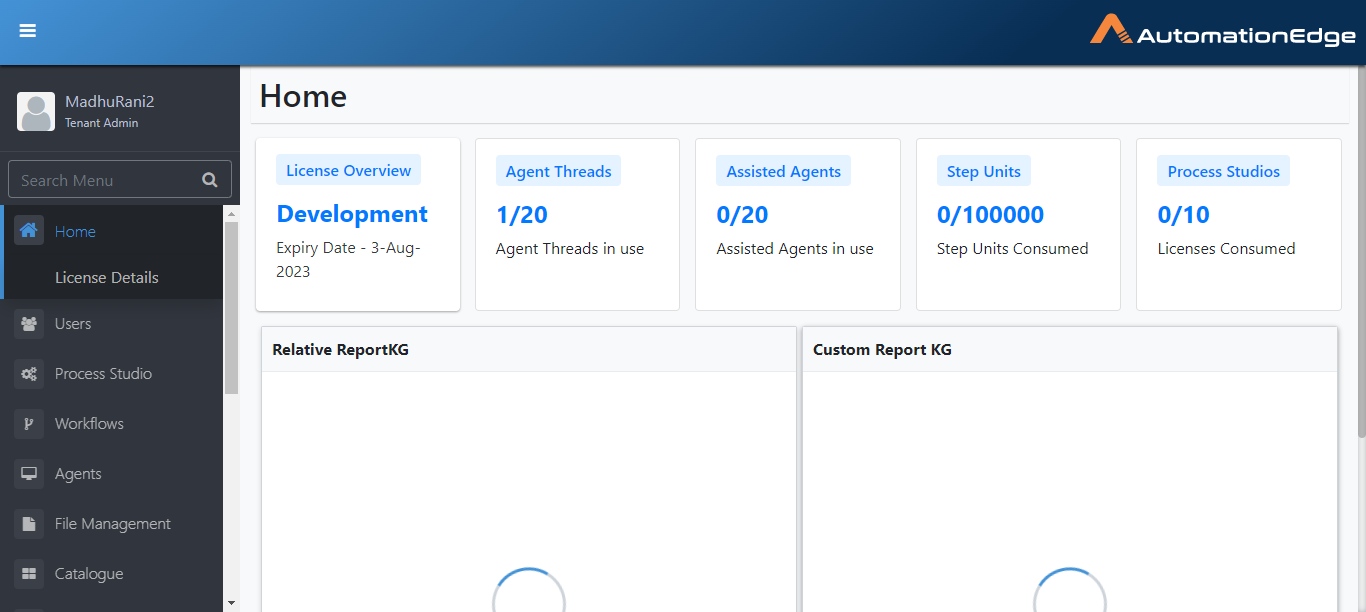 AutomationEdge
MadhuRani2
Tenant Admin
Search Menu
Home
License Details
Users
Process Studio
Workflows
Agents
File Management
Catalogue
Home
License Overview
Development
Expiry Date - 3-Aug-
2023
Agent Threads
1/20
Agent Threads in use
Assisted Agents
0/20
Assisted Agents in use
Step Units
0/100000
Step Units Consumed
Process Studios
0/10
Licenses Consumed
Relative ReportKG
Custom Report KG